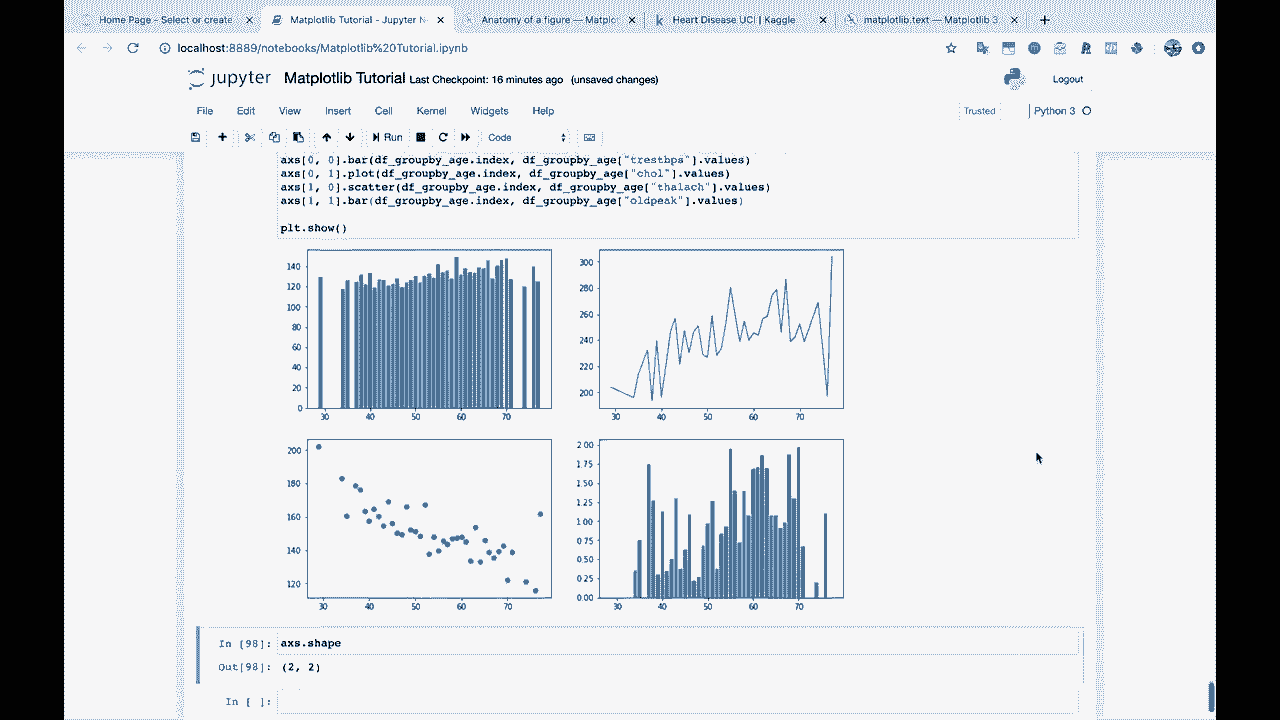 Home Page - Select or create
Matplotlib Tutorial - Jupyter N
Anatomy of a figure — Matplo
Heart Disease UCI | Kaggle
matplotlib.text — Matplotlib 3
localhost:8889/notebooks/Matplotlib%20Tutorial.ipynb
jupyter Matplotlib Tutorial Last Checkpoint: 16 minutes ago (unsaved changes)
Logout
File Edit View Insert Cell Kernel Widgets Help
Trusted
Python 3
Run
Code
axs[0, 0].bar(df_groupby_age.index, df_groupby_age["trestbps"].values)
axs[0, 1].plot(df_groupby_age.index, df_groupby_age["chol"].values)
axs[1, 0].scatter(df_groupby_age.index, df_groupby_age["thalach"].values)
axs[1, 1].bar(df_groupby_age.index, df_groupby_age["oldpeak"].values)
plt.show()
140
120
100
80
60
40
20
0
30 40 50 60 70
300
280
260
240
220
200
30 40 50 60 70
200
180
160
140
120
30 40 50 60 70
2.00
1.75
1.50
1.25
1.00
0.75
0.50
0.25
0.00
30 40 50 60 70
In [98]: axs.shape
Out[98]: (2, 2)
In [ ]: